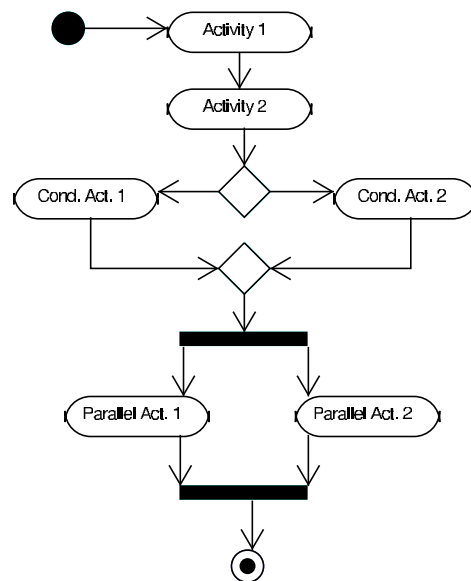 Activity 1
Activity 2
Cond. Act. 1
Cond. Act. 2
Parallel Act. 1
Parallel Act. 2